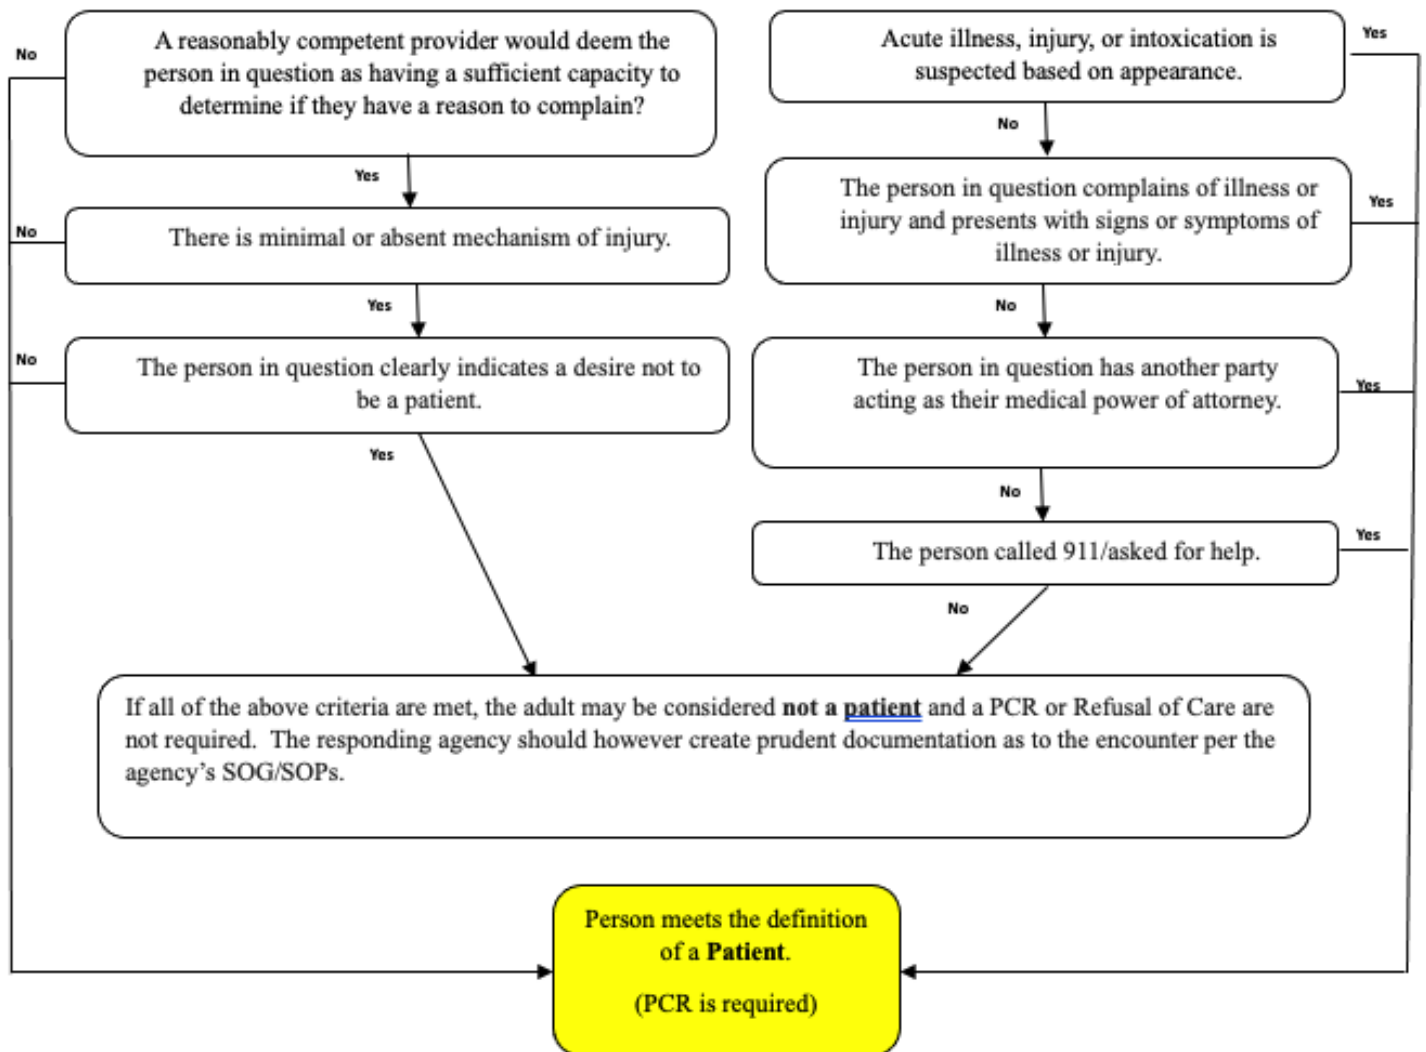 No
A reasonably competent provider would deem the
person in question as having a sufficient capacity to
determine if they have a reason to complain?
Yes
No
There is minimal or absent mechanism of injury.
Yes
No
The person in question clearly indicates a desire not to
be a patient.
Yes
Acute illness, injury, or intoxication is
suspected based on appearance.
Yes
No
The person in question complains of illness or
injury and presents with signs or symptoms of
illness or injury.
Yes
No
The person in question has another party
acting as their medical power of attorney.
Yes
No
The person called 911/asked for help.
Yes
No
If all of the above criteria are met, the adult may be considered not a patient and a PCR or Refusal of Care are
not required.  The responding agency should however create prudent documentation as to the encounter per the
agency’s SOG/SOPs.
Person meets the definition
of a Patient.
(PCR is required)